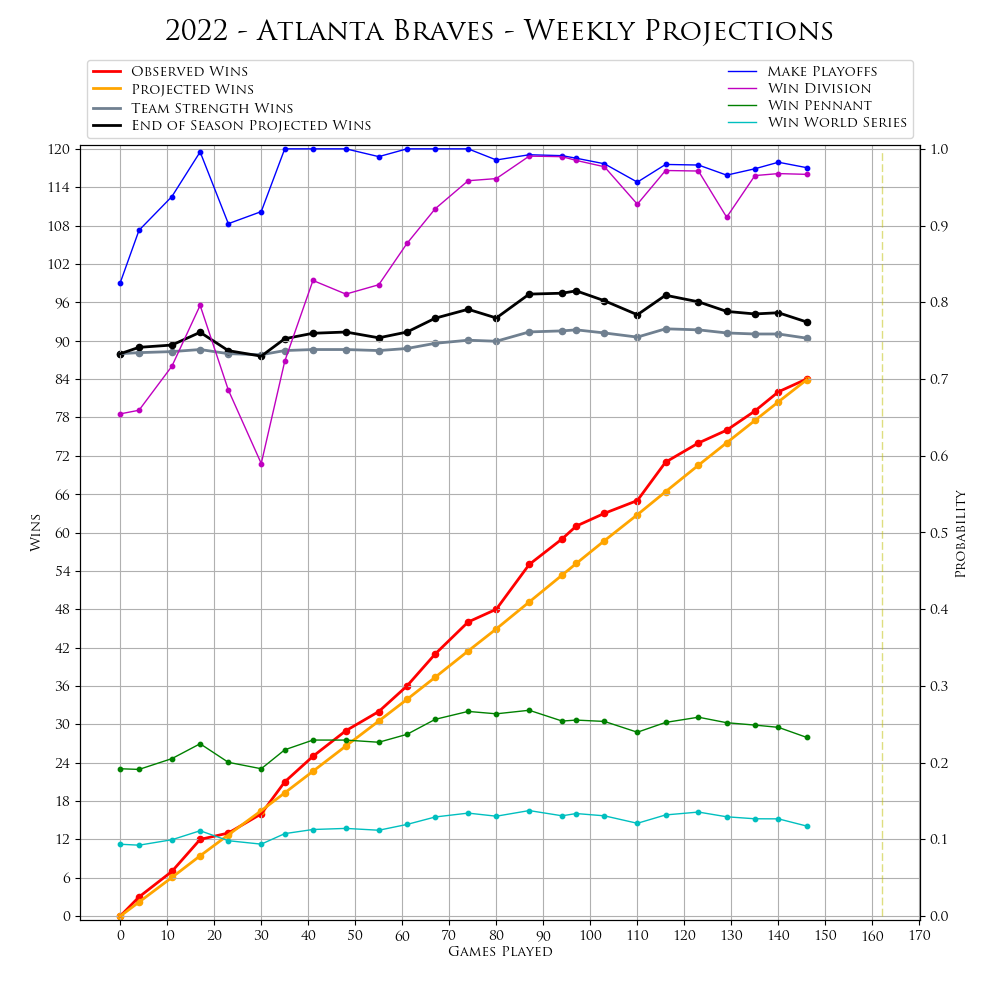 2022 - Atlanta Braves - Weekly Projections
Observed Wins
Projected Wins
Team Strength Wins
End of Season Projected Wins
Make Playoffs
Win Division
Win Pennant
Win World Series
120
114
108
102
96
90
84
78
72
66
60
54
48
42
36
30
24
18
12
6
0
Wins
1.0
0.9
0.8
0.7
0.6
0.5
0.4
0.3
0.2
0.1
0.0
Probability
0 10 20 30 40 50 60 70 80 90 100 110 120 130 140 150 160 170
Games Played